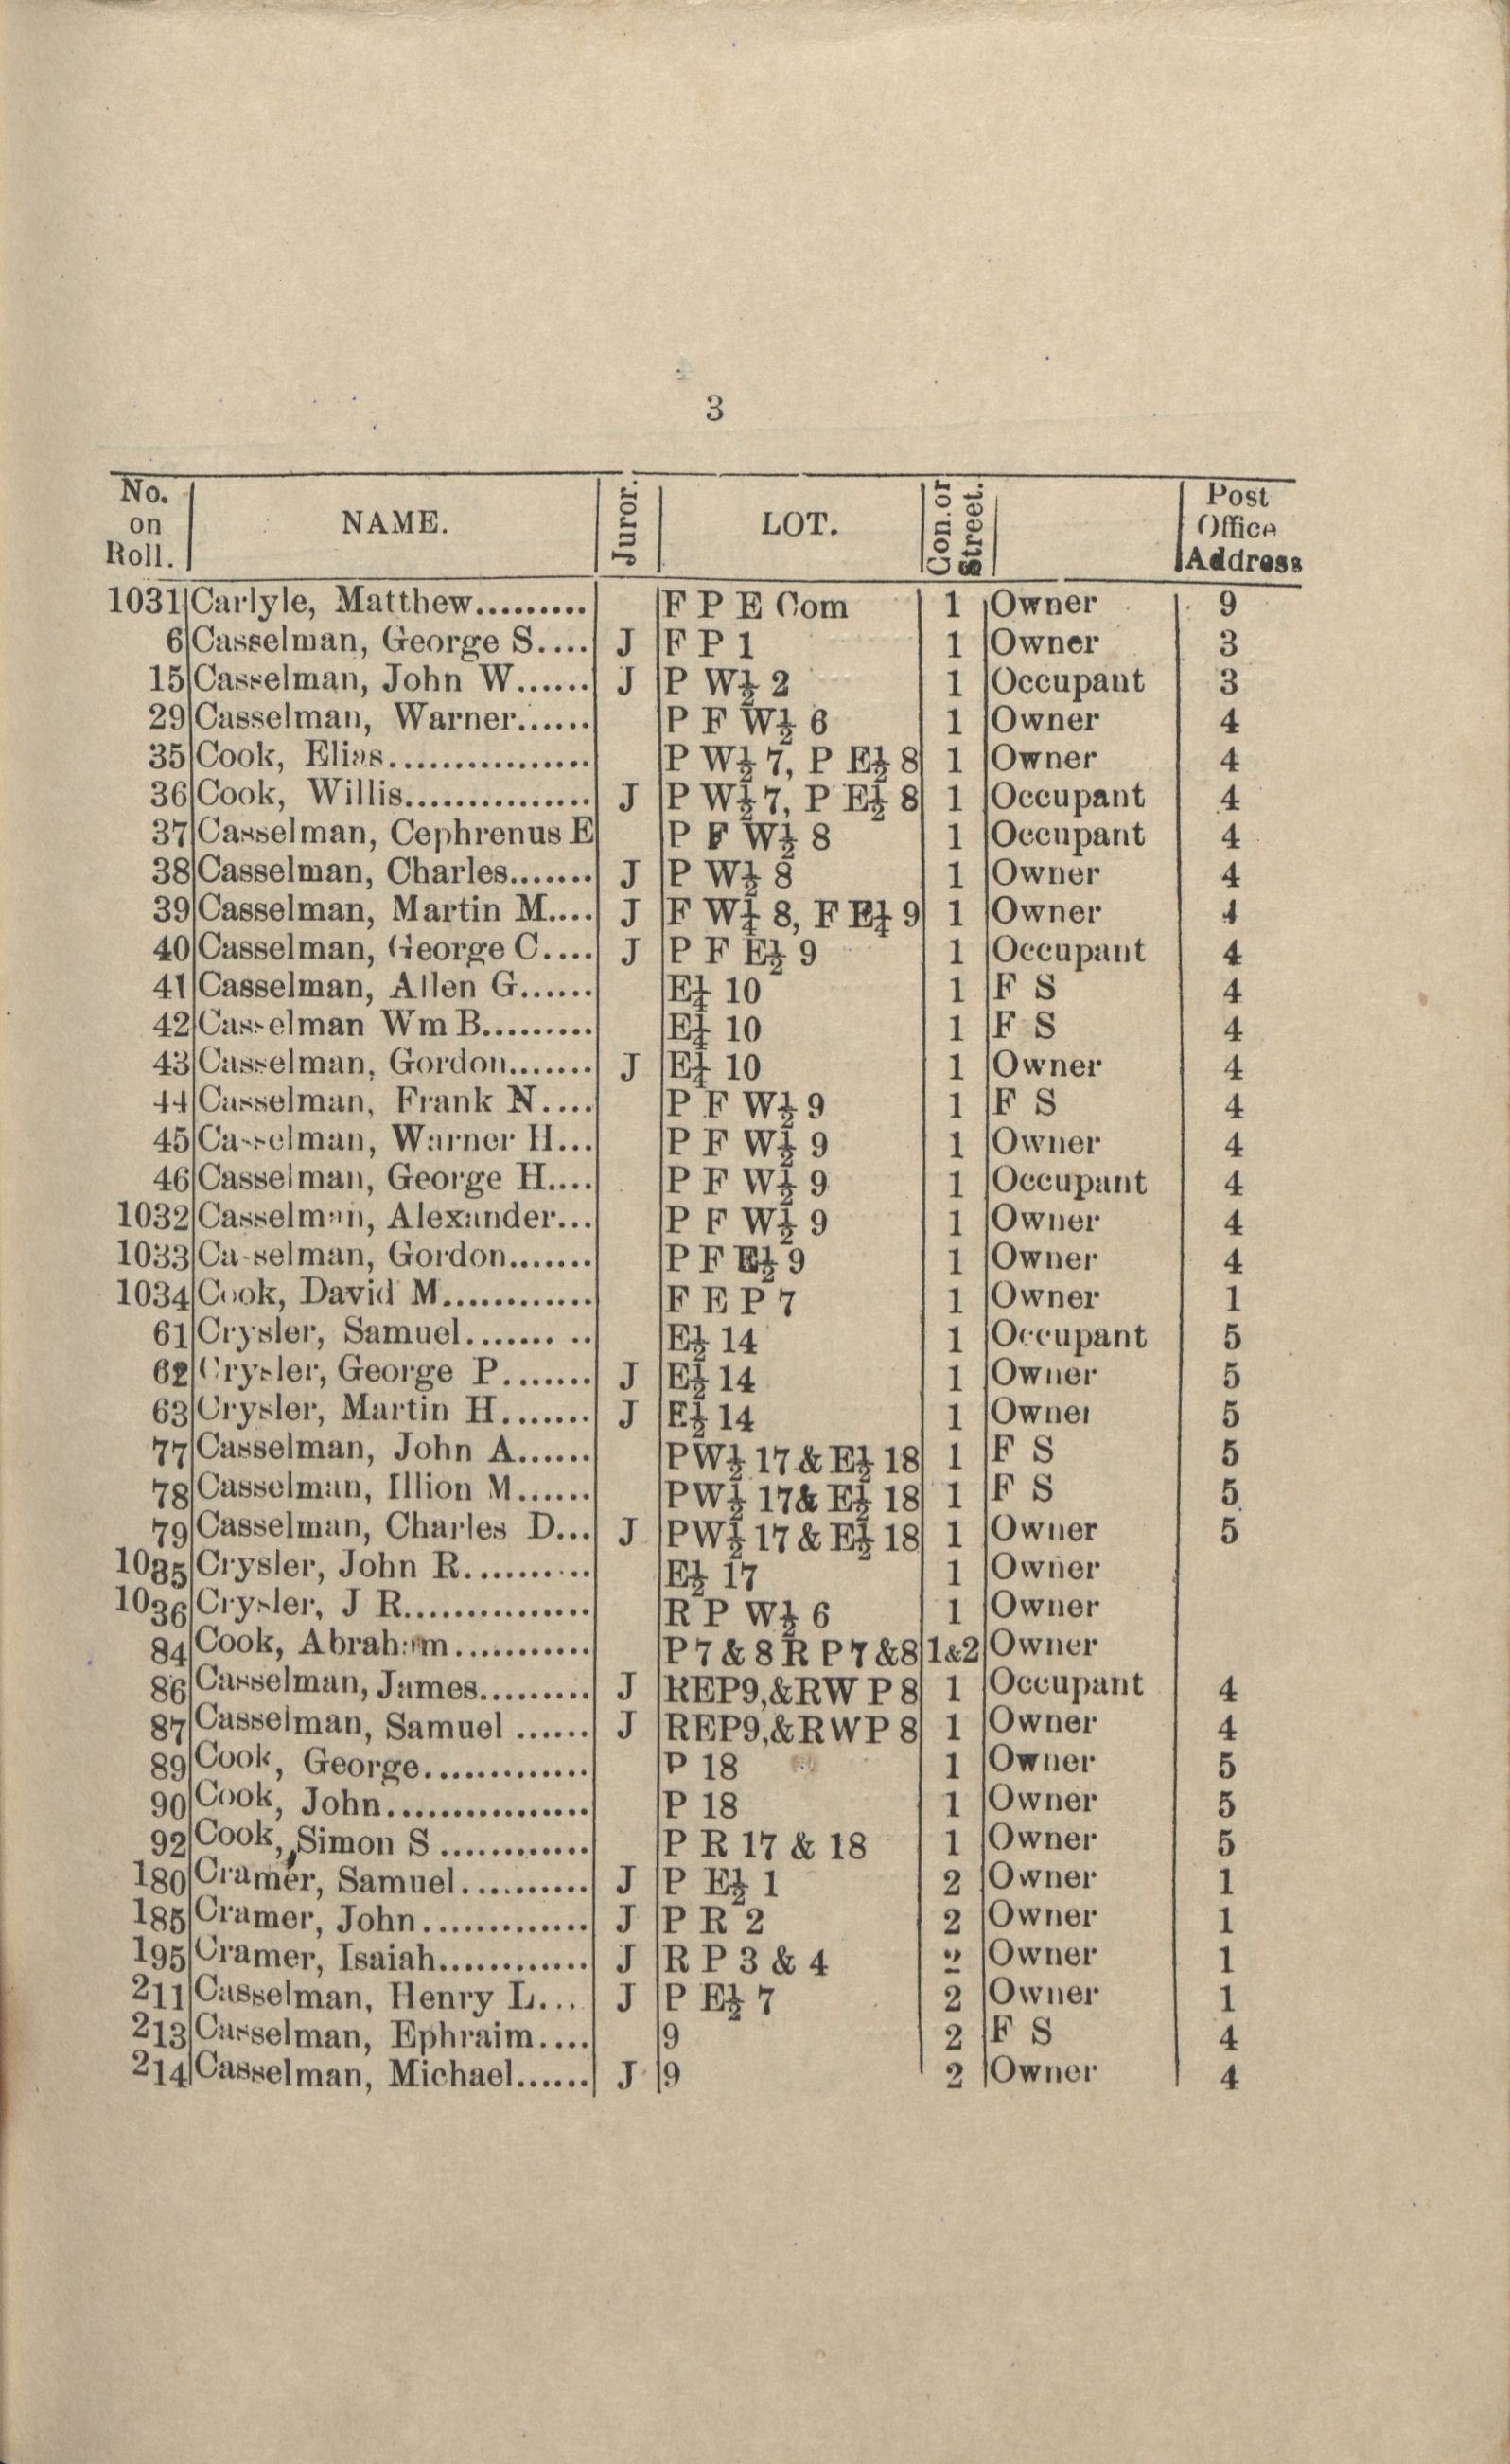 3
No. on Roll. NAME. Juror. LOT. Con. or Street. Post Office Address
1031 Carlyle, Matthew.......... F P E Com 1 Owner 9
6 Casselman, George S.... J F P 1 1 Owner 3
15 Casselman, John W...... J P W½ 2 1 Occupant 3
29 Casselman, Warner...... P F W½ 6 1 Owner 4
35 Cook, Elias................ P W½ 7, P E½ 8 1 Owner 4
36 Cook, Willis............... J P W½ 7, P E½ 8 1 Occupant 4
37 Casselman, Cephrenus E P F W½ 8 1 Occupant 4
38 Casselman, Charles....... J P W½ 8 1 Owner 4
39 Casselman, Martin M.... J F W¼ 8, F E¼ 9 1 Owner 4
40 Casselman, George C.... J P F E½ 9 1 Occupant 4
41 Casselman, Allen G...... E¼ 10 1 F S 4
42 Casselman Wm B......... E¼ 10 1 F S 4
43 Casselman, Gordon....... J E¼ 10 1 Owner 4
44 Casselman, Frank N.... P F W½ 9 1 F S 4
45 Casselman, Warner H... P F W½ 9 1 Owner 4
46 Casselman, George H.... P F W½ 9 1 Occupant 4
1032 Casselman, Alexander... P F W½ 9 1 Owner 4
1033 Casselman, Gordon....... P F E½ 9 1 Owner 4
1034 Cook, David M............. F E P 7 1 Owner 1
61 Crysler, Samuel....... .. E½ 14 1 Occupant 5
62 Crysler, George P....... J E½ 14 1 Owner 5
63 Crysler, Martin H....... J E½ 14 1 Owner 5
77 Casselman, John A...... P W½ 17 & E½ 18 1 F S 5
78 Casselman, Illion M...... P W½ 17 & E½ 18 1 F S 5
79 Casselman, Charles D... J P W½ 17 & E½ 18 1 Owner 5
1035 Crysler, John R.......... E½ 17 1 Owner
1036 Crysler, J R............... R P W½ 6 1 Owner
84 Cook, Abraham........... P 7 & 8 R P 7 & 8 1&2 Owner
86 Casselman, James......... J REP9,&RW P 8 1 Occupant 4
87 Casselman, Samuel ...... J REP9,&RWP 8 1 Owner 4
89 Cook, George............. P 18 1 Owner 5
90 Cook, John................ P 18 1 Owner 5
92 Cook, Simon S ............ P R 17 & 18 1 Owner 5
180 Cramer, Samuel.......... J P E½ 1 2 Owner 1
185 Cramer, John............. J P R 2 2 Owner 1
195 Cramer, Isaiah............ J R P 3 & 4 2 Owner 1
211 Casselman, Henry L... J P E½ 7 2 Owner 1
213 Casselman, Ephraim.... 9 2 F S 4
214 Casselman, Michael...... J 9 2 Owner 4